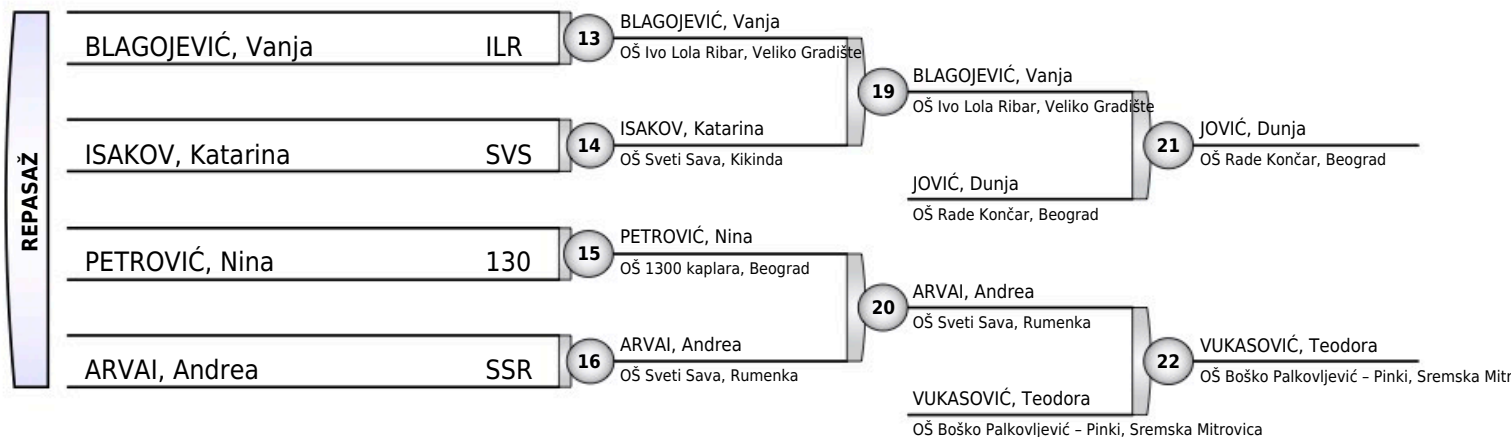 REPASAŽ
BLAGOJEVIĆ, Vanja ILR
ISAKOV, Katarina SVS
PETROVIĆ, Nina 130
ARVAI, Andrea SSR
13
BLAGOJEVIĆ, Vanja
OŠ Ivo Lola Ribar, Veliko Gradište
14
ISAKOV, Katarina
OŠ Sveti Sava, Kikinda
15
PETROVIĆ, Nina
OŠ 1300 kaplara, Beograd
16
ARVAI, Andrea
OŠ Sveti Sava, Rumenka
19
BLAGOJEVIĆ, Vanja
OŠ Ivo Lola Ribar, Veliko Gradište
JOVIĆ, Dunja
OŠ Rade Končar, Beograd
20
ARVAI, Andrea
OŠ Sveti Sava, Rumenka
VUKASOVIĆ, Teodora
OŠ Boško Palkovljević – Pinki, Sremska Mitrovica
21
JOVIĆ, Dunja
OŠ Rade Končar, Beograd
22
VUKASOVIĆ, Teodora
OŠ Boško Palkovljević – Pinki, Sremska Mitr